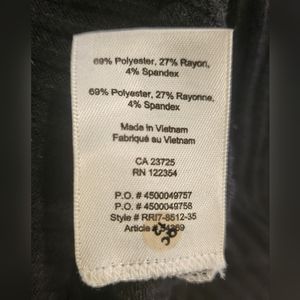 69% Polyester, 27% Rayon,
4% Spandex
69% Polyester, 27% Rayonne,
4% Spandex
Made in Vietnam
Fabriqué au Vietnam
CA 23725
RN 122354
P.O. # 4500049757
P.O. # 4500049758
Style # RRI7-8512-35
Article #